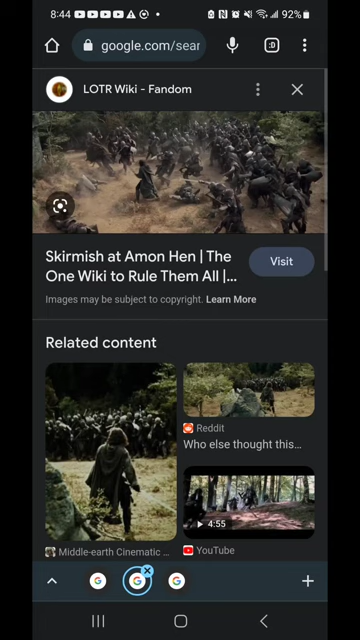 8:44
92%
google.com/sear
:D
LOTR Wiki - Fandom
Skirmish at Amon Hen | The
One Wiki to Rule Them All |...
Visit
Images may be subject to copyright. Learn More
Related content
Reddit
Who else thought this...
4:55
Middle-earth Cinematic ...
YouTube